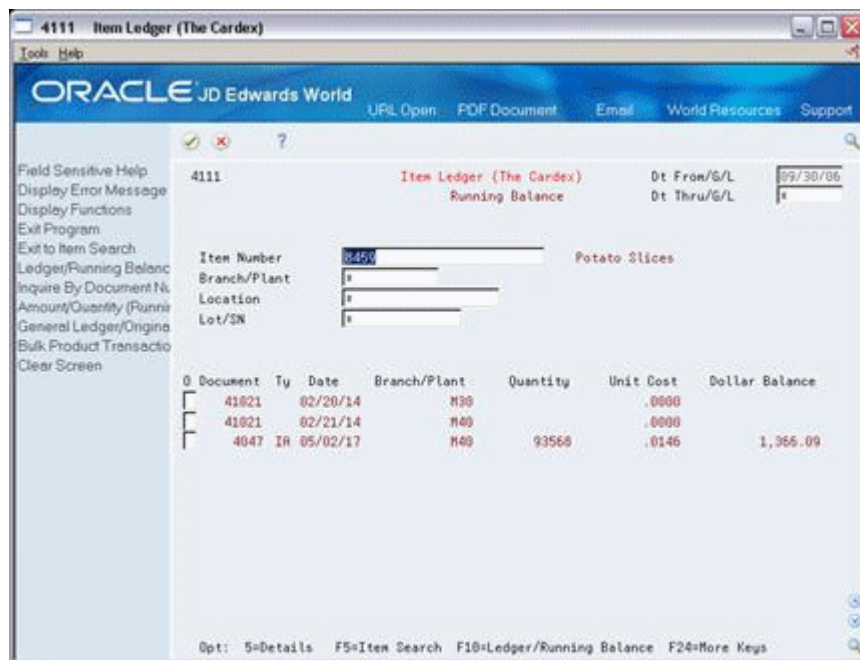 4111 Item Ledger (The Cardex)
Tools Help
ORACLE JD Edwards World
URL Open PDF Document Email World Resources Support
?
Field Sensitive Help
Display Error Message
Display Functions
Exit Program
Exit to Item Search
Ledger/Running Balanc
Inquire By Document Nu
Amount/Quantity (Runnin
General Ledger/Origina
Bulk Product Transactio
Clear Screen
4111 Item Ledger (The Cardex) Dt From/G/L 09/30/06
Running Balance Dt Thru/G/L *
Item Number 8459 Potato Slices
Branch/Plant *
Location *
Lot/SN *
O Document Ty Date Branch/Plant Quantity Unit Cost Dollar Balance
41021 02/20/14 M30 .0000
41021 02/21/14 M40 .0000
4047 IA 05/02/17 M40 93568 .0146 1,366.09
Opt: 5=Details F5=Item Search F10=Ledger/Running Balance F24=More Keys